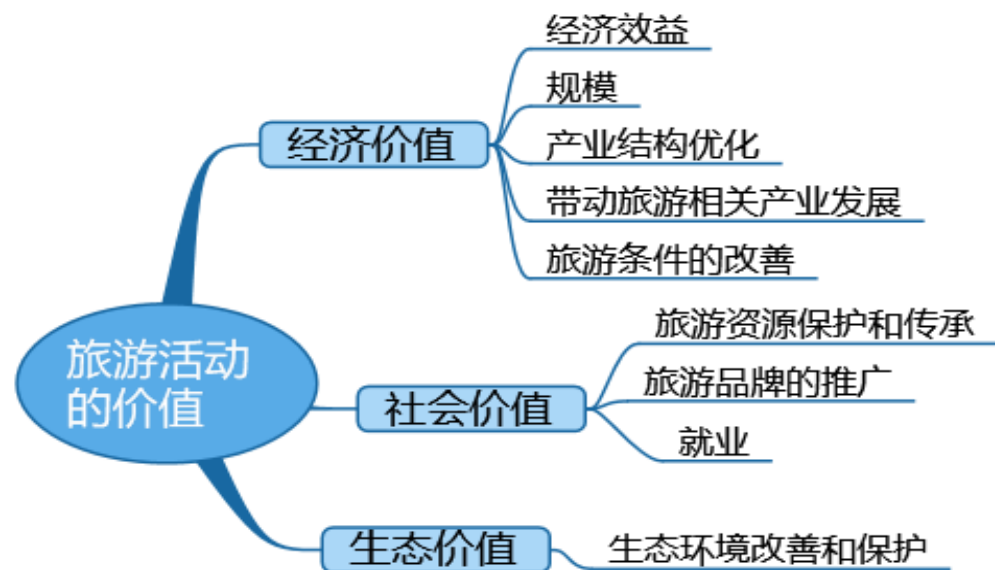 旅游活动
的价值
经济价值
经济效益
规模
产业结构优化
带动旅游相关产业发展
旅游条件的改善
社会价值
旅游资源保护和传承
旅游品牌的推广
就业
生态价值
生态环境改善和保护